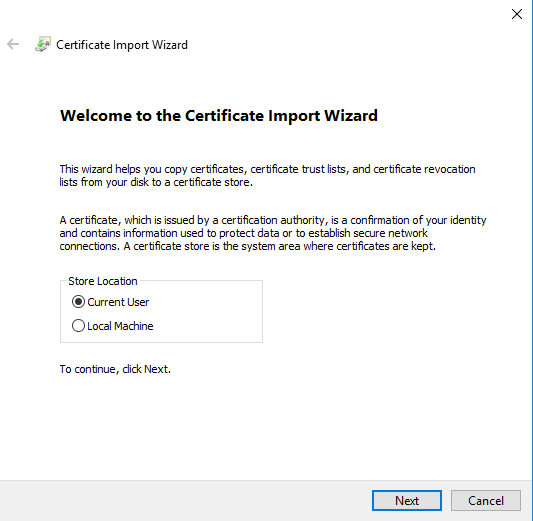 Certificate Import Wizard
Welcome to the Certificate Import Wizard
This wizard helps you copy certificates, certificate trust lists, and certificate revocation
lists from your disk to a certificate store.
A certificate, which is issued by a certification authority, is a confirmation of your identity
and contains information used to protect data or to establish secure network
connections. A certificate store is the system area where certificates are kept.
Store Location
Current User
Local Machine
To continue, click Next.
Next
Cancel